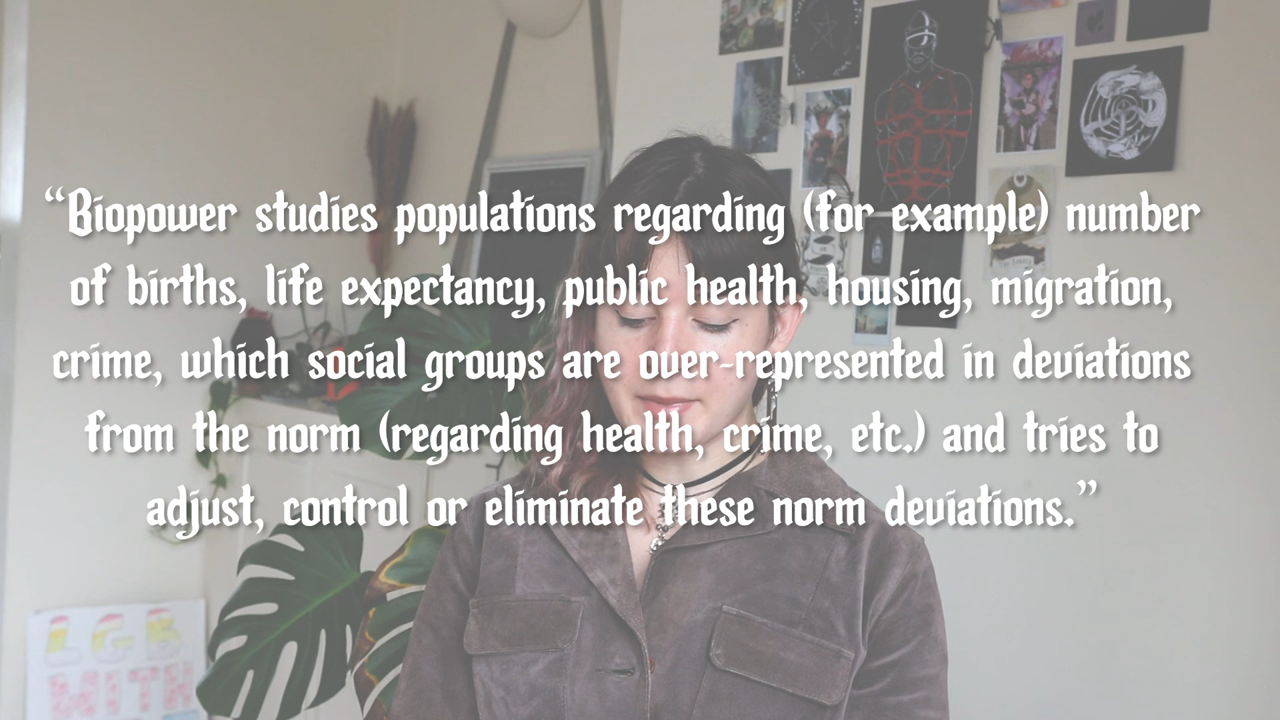 “Biopower studies populations regarding (for example) number
of births, life expectancy, public health, housing, migration,
crime, which social groups are over-represented in deviations
from the norm (regarding health, crime, etc.) and tries to
adjust, control or eliminate these norm deviations.”
LGB
WITH